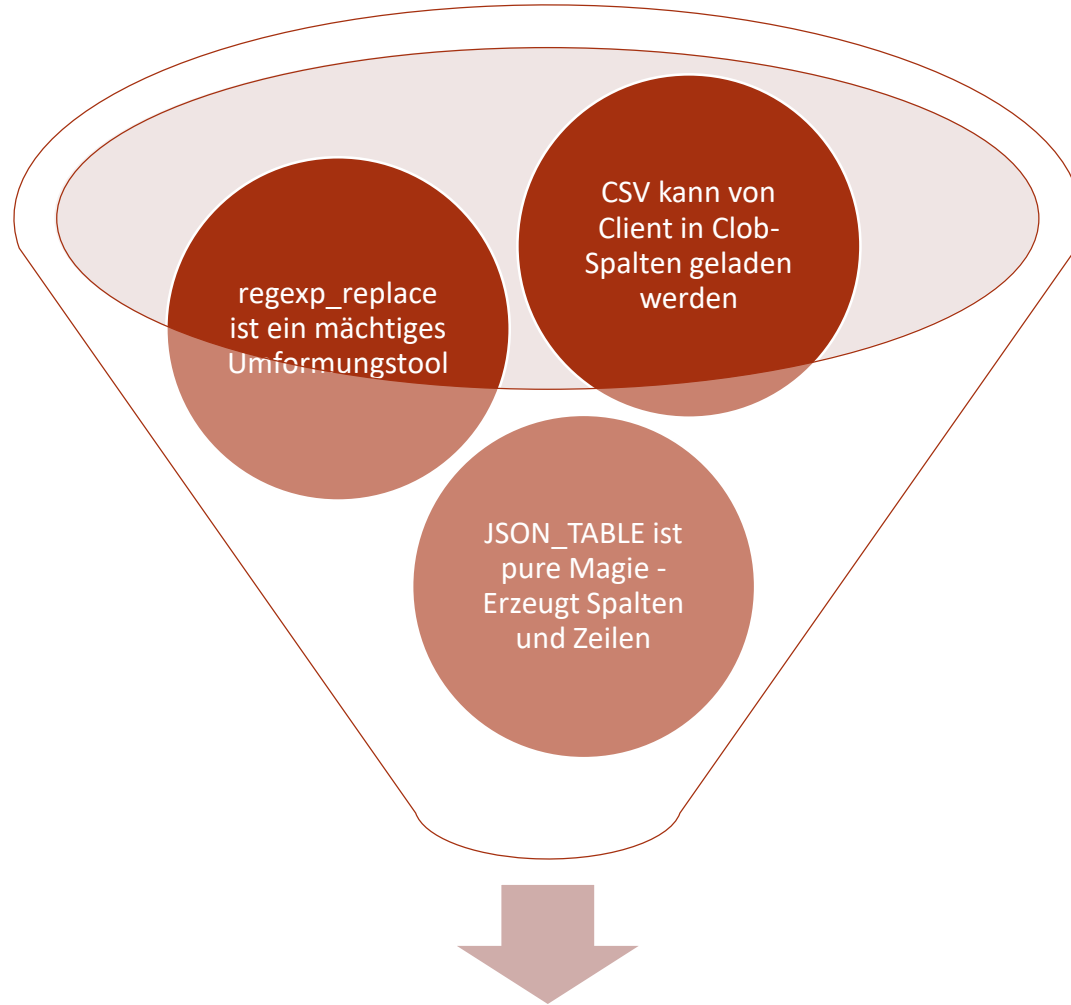 CSV kann von
Client in Clob-
Spalten geladen
werden
regexp_replace
ist ein mächtiges
Umformungstool
JSON_TABLE ist
pure Magie -
Erzeugt Spalten
und Zeilen